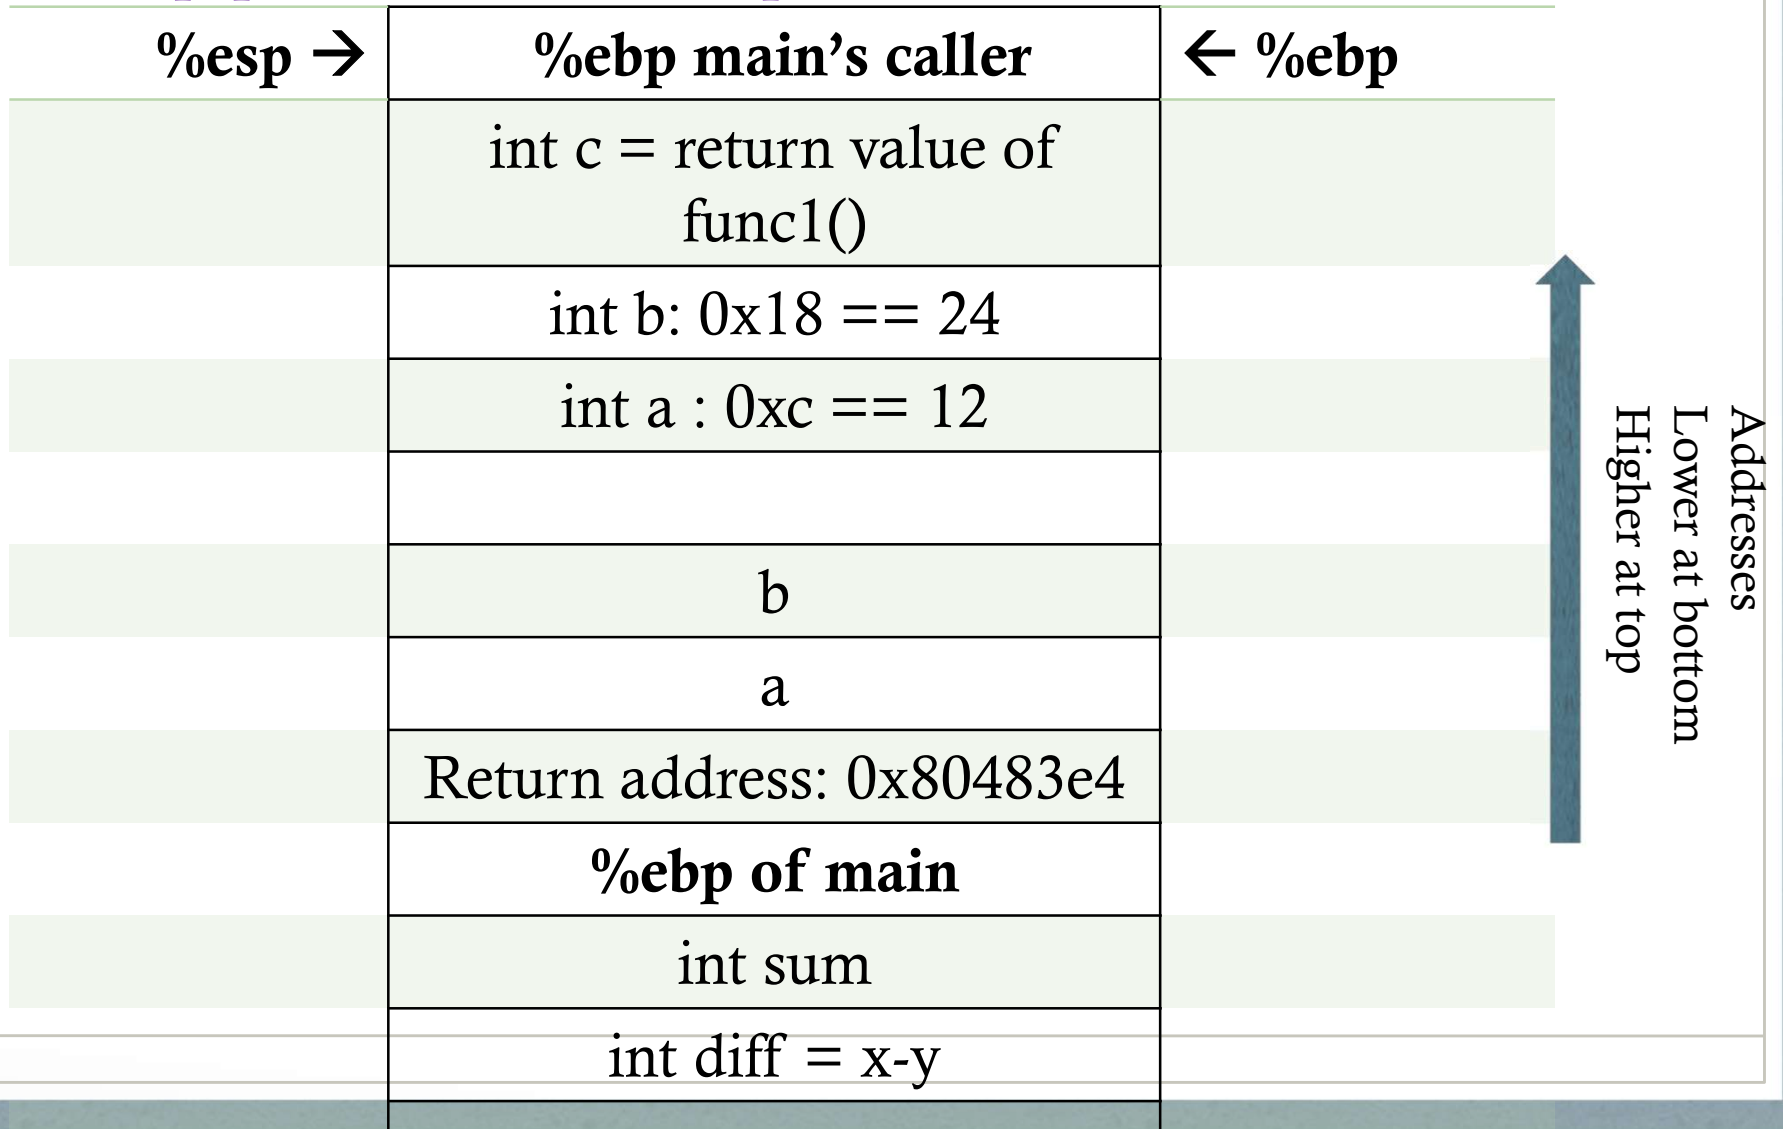 %esp → %ebp main's caller ← %ebp
int c = return value of
func1()
int b: 0x18 == 24
int a : 0xc == 12
b
a
Return address: 0x80483e4
%ebp of main
int sum
int diff = x-y
Addresses
Lower at bottom
Higher at top